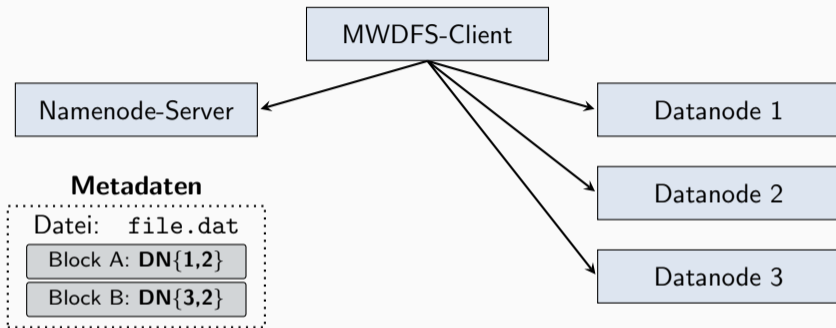 MWDFS-Client
Namenode-Server
Datanode 1
Datanode 2
Datanode 3
Metadaten
Datei: file.dat
Block A: DN{1,2}
Block B: DN{3,2}